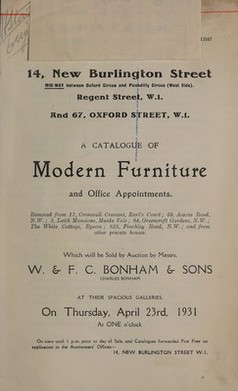 12567
14, New Burlington Street
MID-WAY between Oxford Circus and Piccadilly Circus (West Side).
Regent Street, W.1.
And 67, OXFORD STREET, W.1.
A CATALOGUE OF
Modern Furniture
and Office Appointments.
Removed from 17, Cromwell Crescent, Earl's Court; 69, Acacia Road,
N.W.; 3, Leith Mansions, Maida Vale; 94, Greencroft Gardens, N.W.;
The White Cottage, Epsom; 635, Finchley Road, N.W.; and from
other private houses.
Which will be Sold by Auction by Messrs.
W. & F. C. BONHAM & SONS
CHARLES BONHAM
AT THEIR SPACIOUS GALLERIES.
On Thursday, April 23rd, 1931
At ONE o'clock
On view until 5 p.m. prior to day of Sale, and Catalogues forwarded Post Free on
application to the Auctioneers' Offices—
14, NEW BURLINGTON STREET W.1.